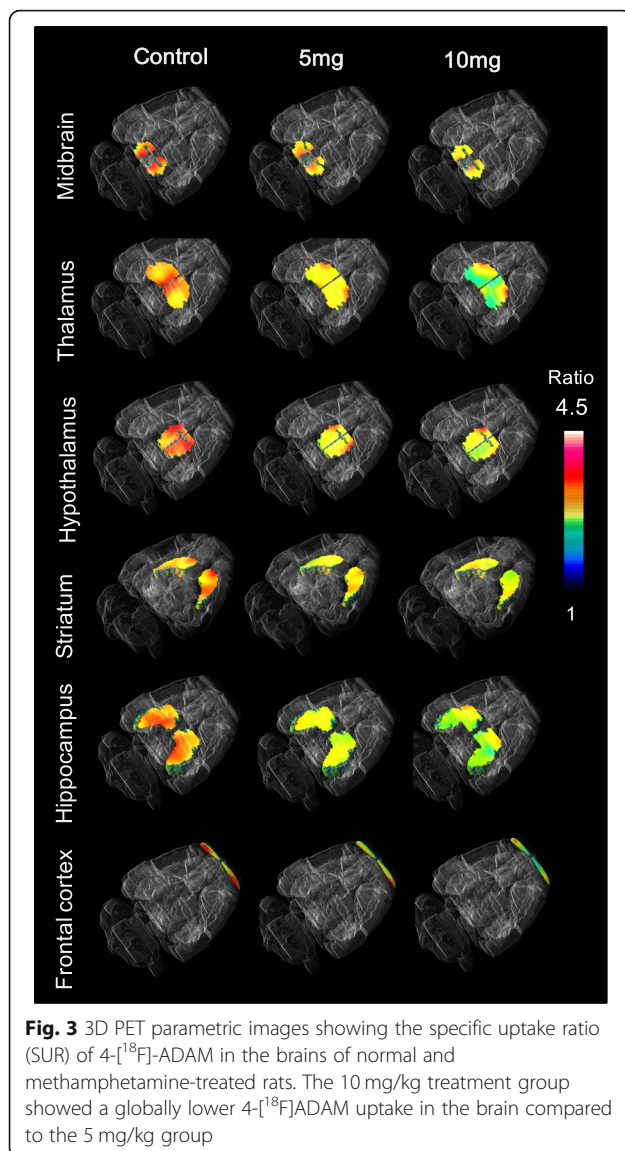 Control 5mg 10mg
Midbrain
Thalamus
Hypothalamus
Striatum
Hippocampus
Frontal cortex
Ratio
4.5
1
Fig. 3 3D PET parametric images showing the specific uptake ratio
(SUR) of 4-[¹⁸F]-ADAM in the brains of normal and
methamphetamine-treated rats. The 10 mg/kg treatment group
showed a globally lower 4-[¹⁸F]ADAM uptake in the brain compared
to the 5 mg/kg group